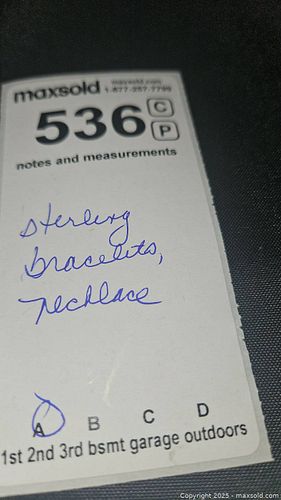 maxsold maxsold.com
1-877-257-7799
536 C
P
notes and measurements
sterling
bracelets,
necklace
A B C D
1st 2nd 3rd bsmt garage outdoors
Copyright 2025 - maxsold.com